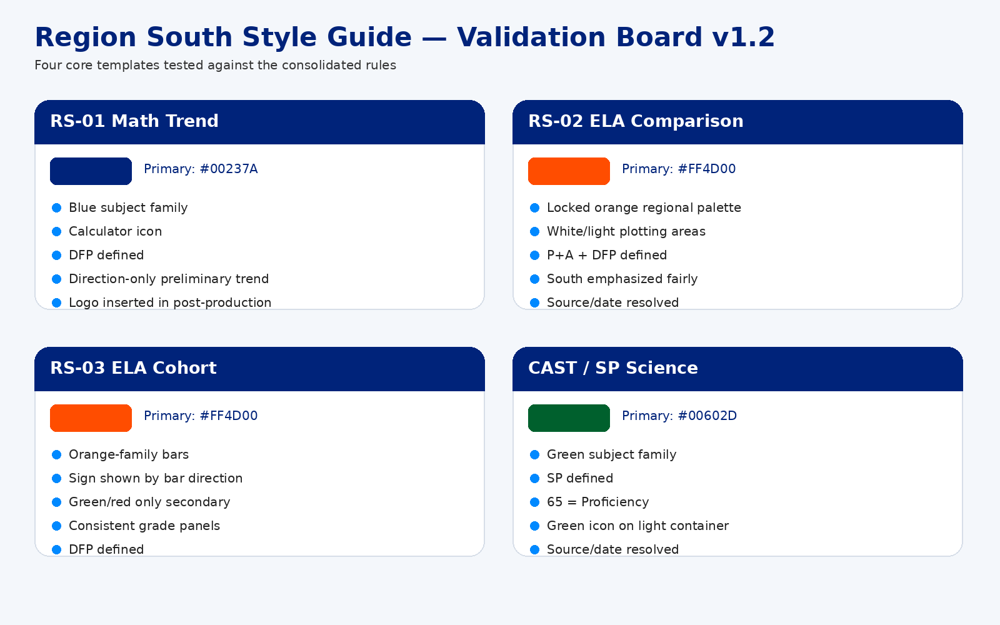 Region South Style Guide — Validation Board v1.2
Four core templates tested against the consolidated rules
RS-01 Math Trend
Primary: #00237A
Blue subject family
Calculator icon
DFP defined
Direction-only preliminary trend
Logo inserted in post-production
RS-02 ELA Comparison
Primary: #FF4D00
Locked orange regional palette
White/light plotting areas
P+A + DFP defined
South emphasized fairly
Source/date resolved
RS-03 ELA Cohort
Primary: #FF4D00
Orange-family bars
Sign shown by bar direction
Green/red only secondary
Consistent grade panels
DFP defined
CAST / SP Science
Primary: #00602D
Green subject family
SP defined
65 = Proficiency
Green icon on light container
Source/date resolved